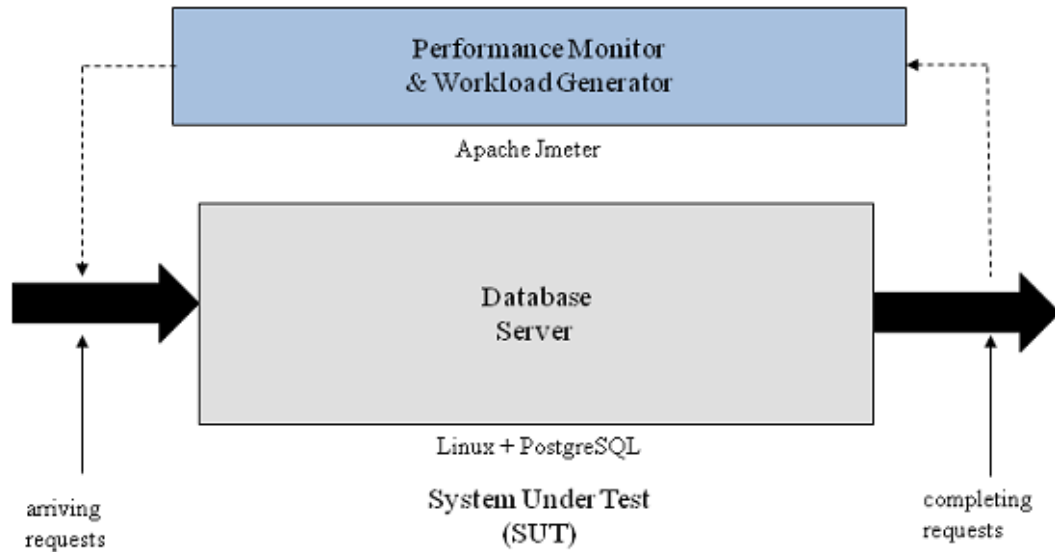 Performance Monitor
& Workload Generator
Apache Jmeter
Database
Server
Linux + PostgreSQL
System Under Test
(SUT)
arriving
requests
completing
requests